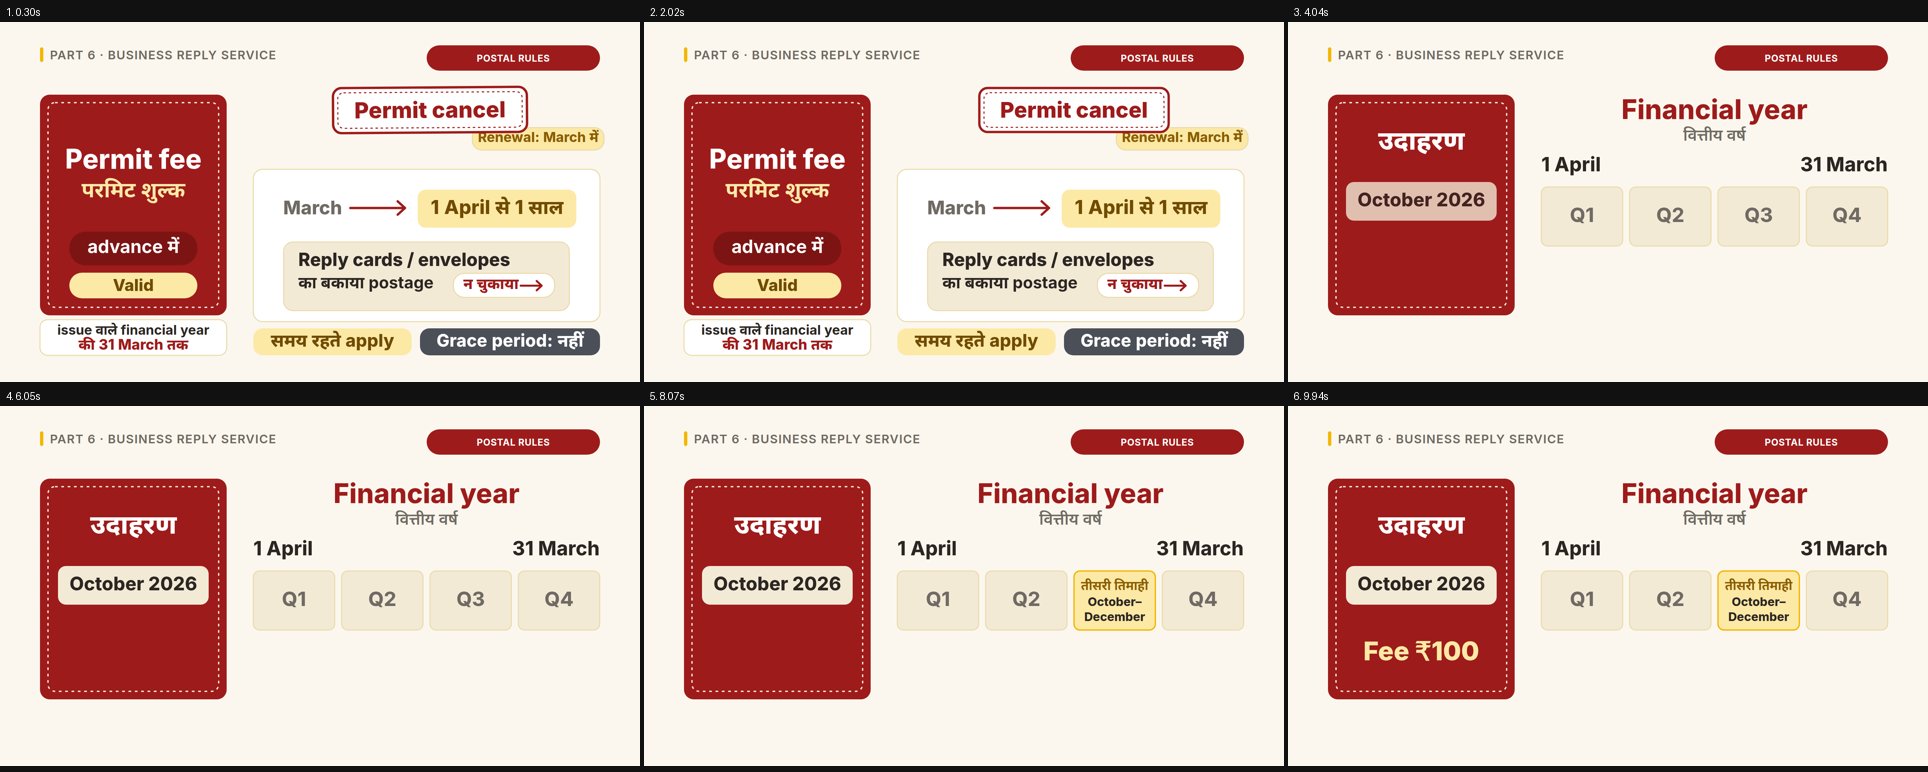 1. 0.30s
PART 6 · BUSINESS REPLY SERVICE
POSTAL RULES
Permit fee
परमिट शुल्क
advance में
Valid
issue वाले financial year
की 31 March तक
Permit cancel
Renewal: March में
March
1 April से 1 साल
Reply cards / envelopes
का बकाया postage
न चुकाया
समय रहते apply
Grace period: नहीं
2. 2.02s
PART 6 · BUSINESS REPLY SERVICE
POSTAL RULES
Permit fee
परमिट शुल्क
advance में
Valid
issue वाले financial year
की 31 March तक
Permit cancel
Renewal: March में
March
1 April से 1 साल
Reply cards / envelopes
का बकाया postage
न चुकाया
समय रहते apply
Grace period: नहीं
3. 4.04s
PART 6 · BUSINESS REPLY SERVICE
POSTAL RULES
उदाहरण
October 2026
Financial year
वित्तीय वर्ष
1 April
31 March
Q1
Q2
Q3
Q4
4. 6.05s
PART 6 · BUSINESS REPLY SERVICE
POSTAL RULES
उदाहरण
October 2026
Financial year
वित्तीय वर्ष
1 April
31 March
Q1
Q2
Q3
Q4
5. 8.07s
PART 6 · BUSINESS REPLY SERVICE
POSTAL RULES
उदाहरण
October 2026
Financial year
वित्तीय वर्ष
1 April
31 March
Q1
Q2
तीसरी तिमाही
October–
December
Q4
6. 9.94s
PART 6 · BUSINESS REPLY SERVICE
POSTAL RULES
उदाहरण
October 2026
Fee ₹100
Financial year
वित्तीय वर्ष
1 April
31 March
Q1
Q2
तीसरी तिमाही
October–
December
Q4